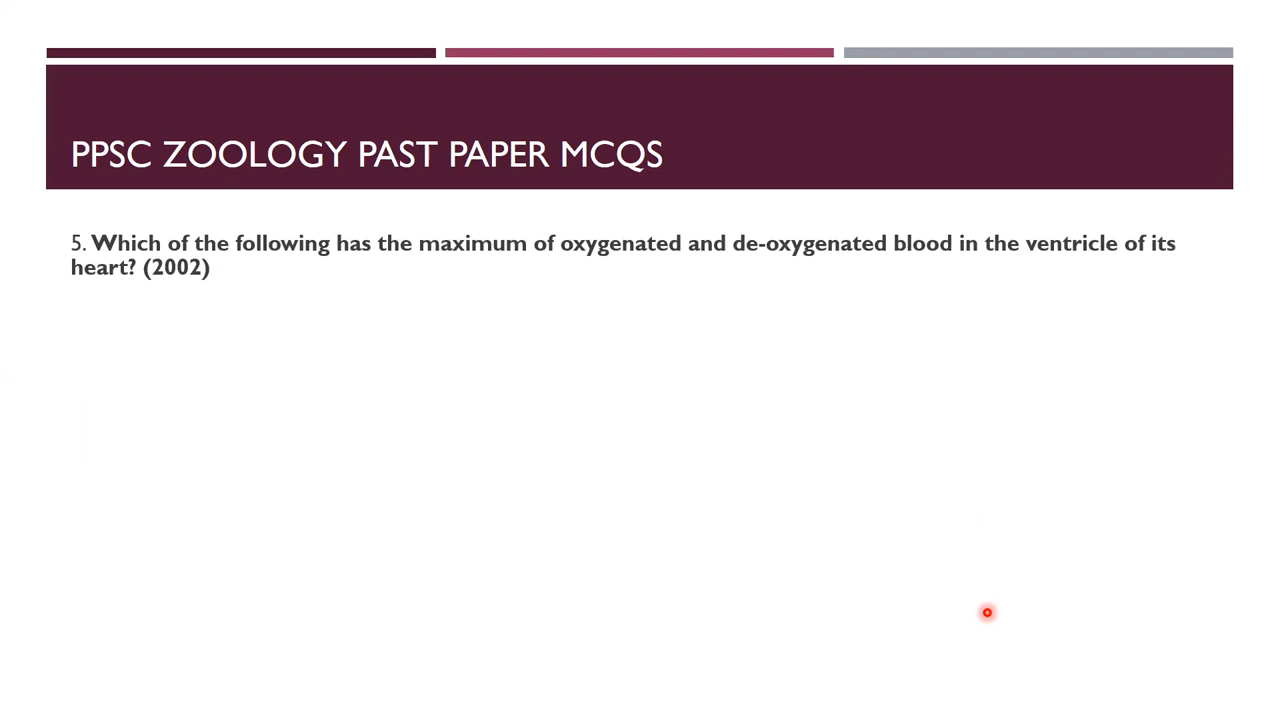 PPSC ZOOLOGY PAST PAPER MCQS
5. Which of the following has the maximum of oxygenated and de-oxygenated blood in the ventricle of its
heart? (2002)